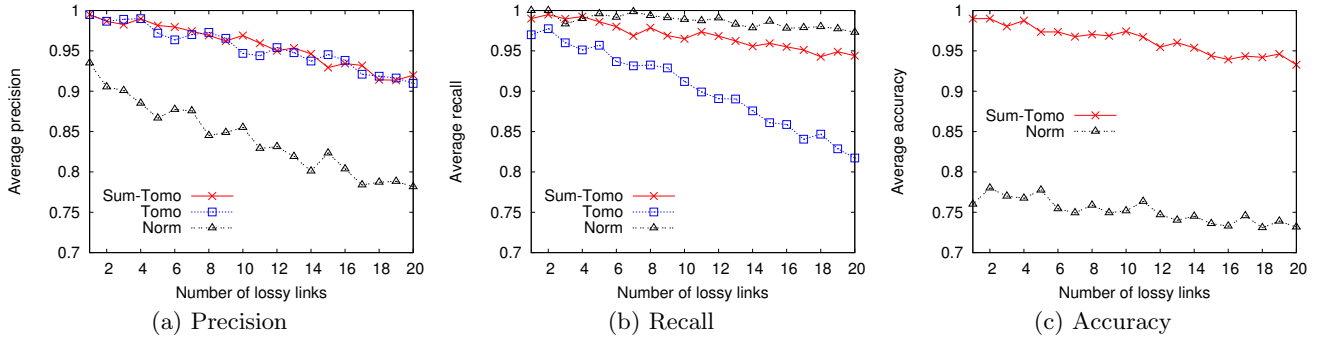 1
0.95
0.9
0.85
0.8
0.75
0.7
Average precision
Sum-Tomo
Tomo
Norm
2 4 6 8 10 12 14 16 18 20
Number of lossy links
(a) Precision
1
0.95
0.9
0.85
0.8
0.75
0.7
Average recall
Sum-Tomo
Tomo
Norm
2 4 6 8 10 12 14 16 18 20
Number of lossy links
(b) Recall
1
0.95
0.9
0.85
0.8
0.75
0.7
Average accuracy
Sum-Tomo
Norm
2 4 6 8 10 12 14 16 18 20
Number of lossy links
(c) Accuracy